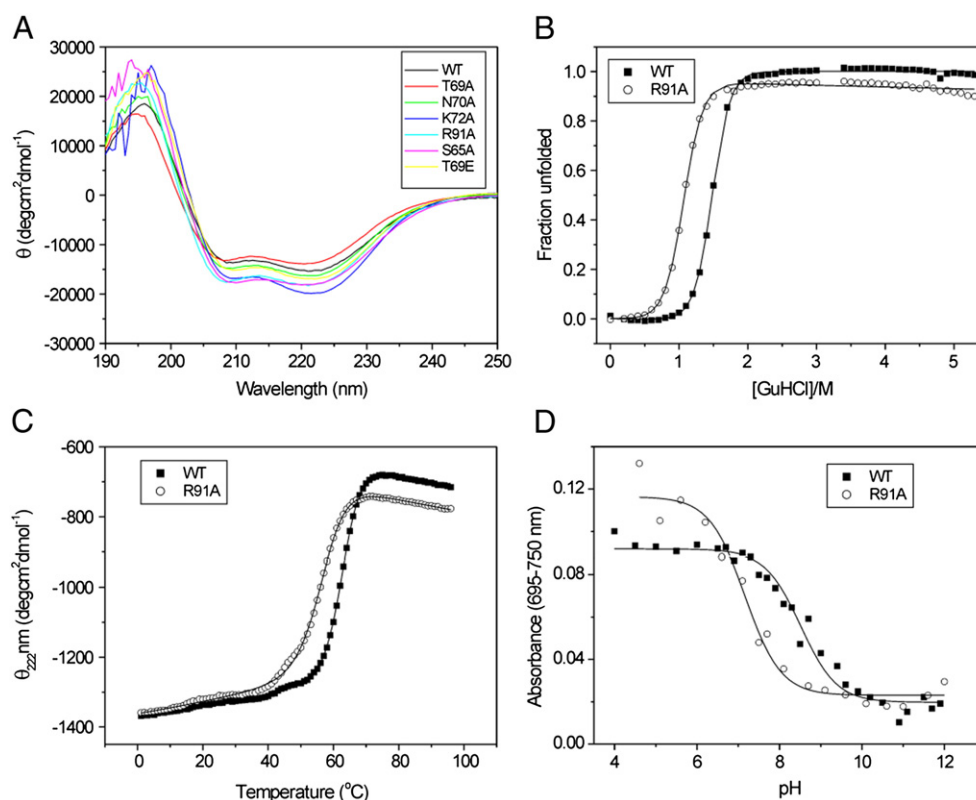 A
30000
20000
10000
0
-10000
-20000
-30000
θ (degcm²dmol⁻¹)
190 200 210 220 230 240 250
Wavelength (nm)
WT
T69A
N70A
K72A
R91A
S65A
T69E
B
1.0
0.8
0.6
0.4
0.2
0.0
Fraction unfolded
0 1 2 3 4 5
[GuHCl]/M
WT
R91A
C
-600
-800
-1000
-1200
-1400
θ₂₂₂nm (degcm²dmol⁻¹)
0 20 40 60 80 100
Temperature (°C)
WT
R91A
D
0.12
0.08
0.04
0.00
Absorbance (695-750 nm)
4 6 8 10 12
pH
WT
R91A